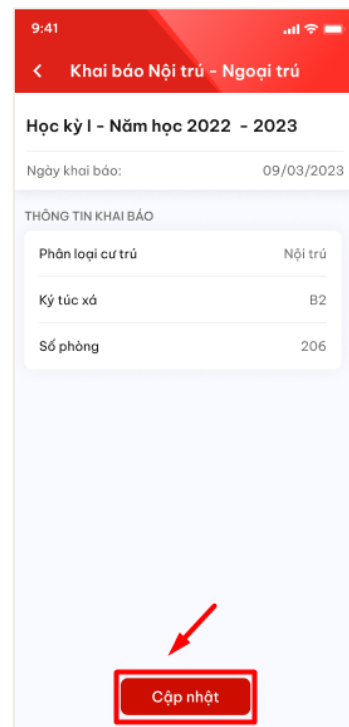 9:41
Khai báo Nội trú - Ngoại trú
Học kỳ I - Năm học 2022 - 2023
Ngày khai báo: 09/03/2023
THÔNG TIN KHAI BÁO
Phân loại cư trú Nội trú
Ký túc xá B2
Số phòng 206
Cập nhật